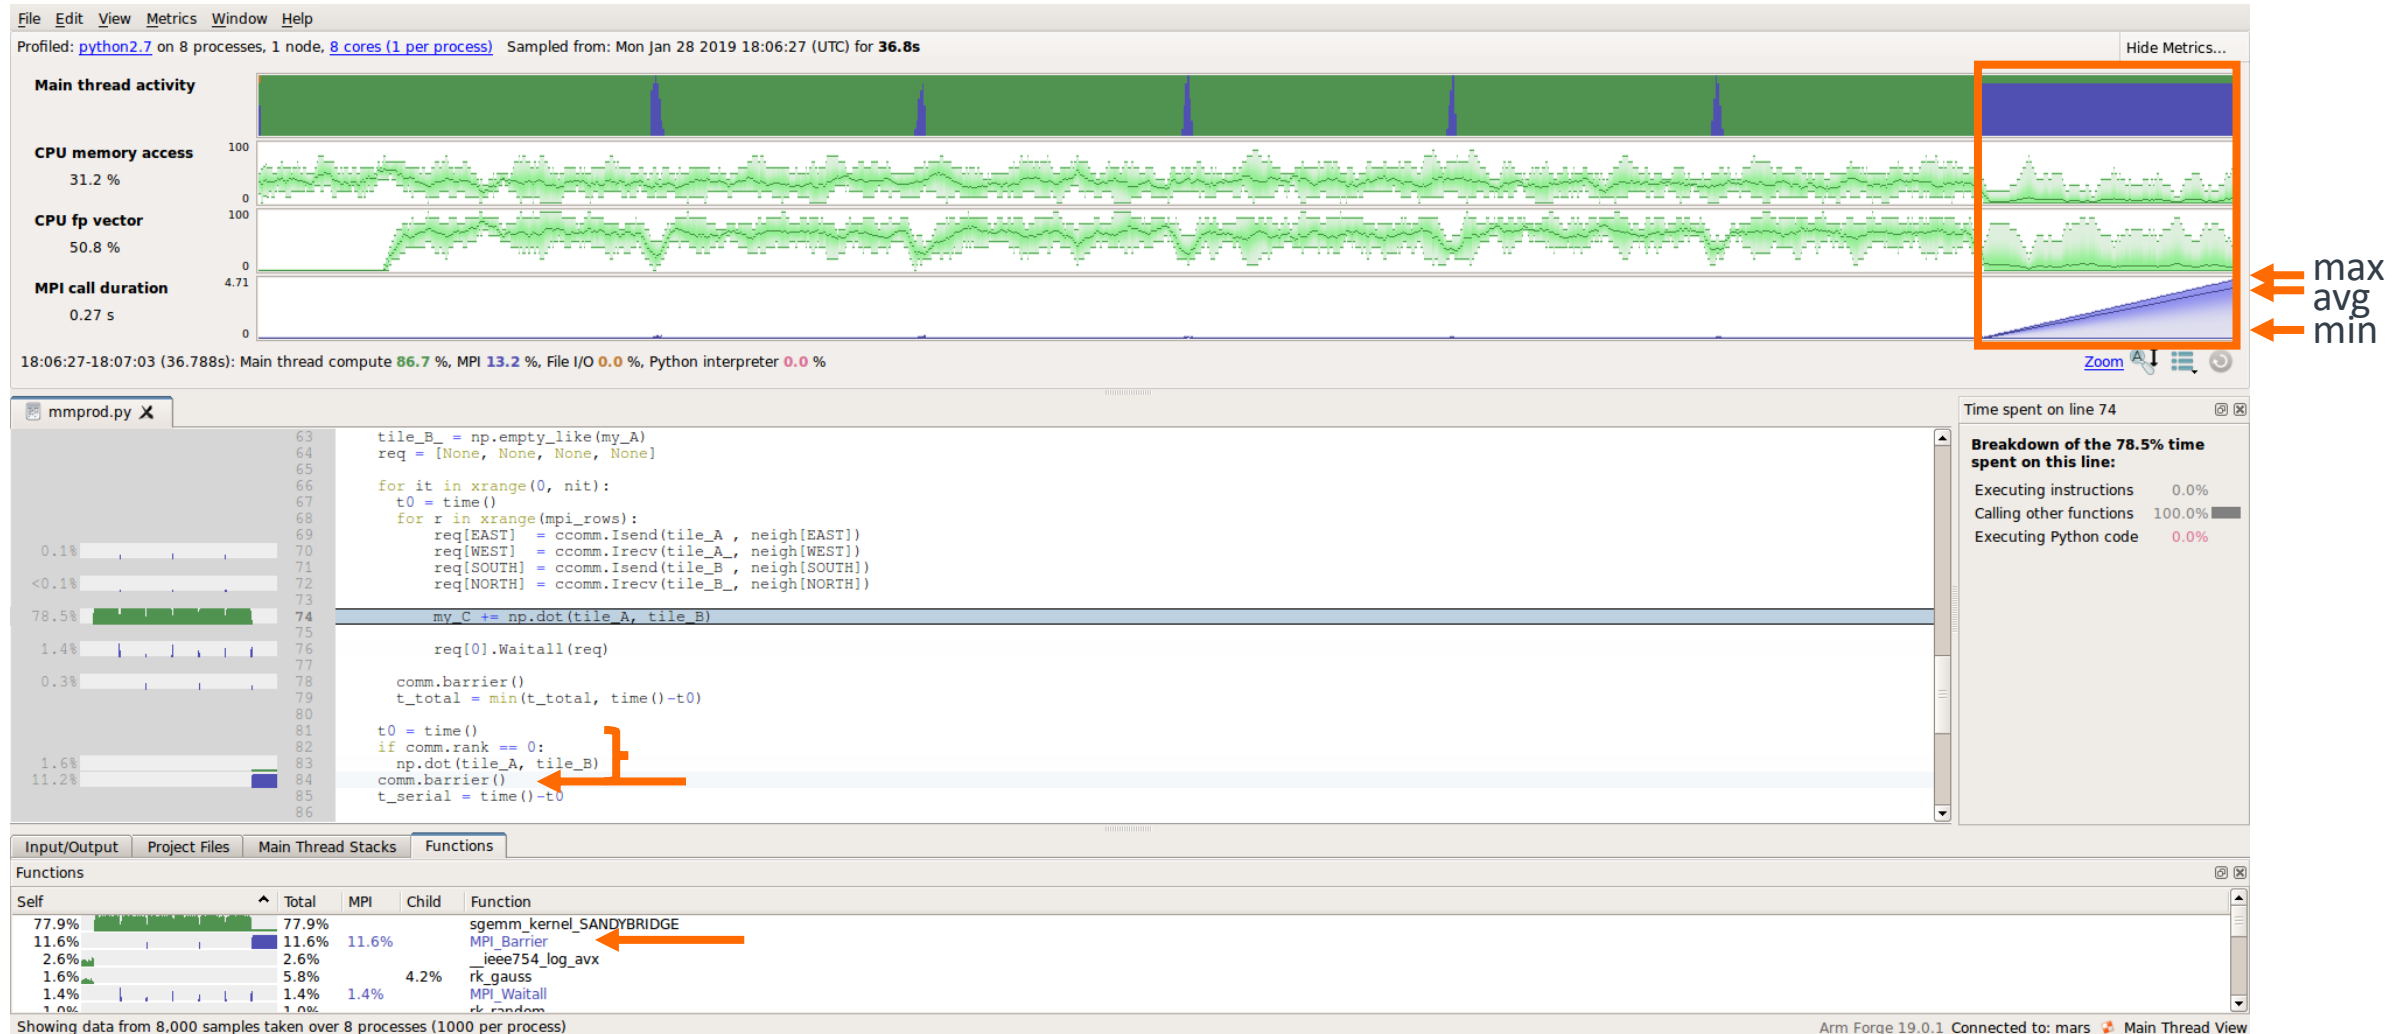 File Edit View Metrics Window Help
Profiled: python2.7 on 8 processes, 1 node, 8 cores (1 per process) Sampled from: Mon Jan 28 2019 18:06:27 (UTC) for 36.8s
Hide Metrics...
Main thread activity
CPU memory access
31.2 %
100
0
CPU fp vector
50.8 %
100
0
MPI call duration
0.27 s
4.71
0
max
avg
min
18:06:27-18:07:03 (36.788s): Main thread compute 86.7 %, MPI 13.2 %, File I/O 0.0 %, Python interpreter 0.0 %
Zoom
mmprod.py
63 tile_B_ = np.empty_like(my_A)
64 req = [None, None, None, None]
65
66 for it in xrange(0, nit):
67 t0 = time()
68 for r in xrange(mpi_rows):
69 req[EAST] = ccomm.Isend(tile_A , neigh[EAST])
0.1% 70 req[WEST] = ccomm.Irecv(tile_A_, neigh[WEST])
71 req[SOUTH] = ccomm.Isend(tile_B , neigh[SOUTH])
<0.1% 72 req[NORTH] = ccomm.Irecv(tile_B_, neigh[NORTH])
73
78.5% 74 my_C += np.dot(tile_A, tile_B)
75
1.4% 76 req[0].Waitall(req)
77
0.3% 78 comm.barrier()
79 t_total = min(t_total, time()-t0)
80
81 t0 = time()
82 if comm.rank == 0:
1.6% 83 np.dot(tile_A, tile_B)
11.2% 84 comm.barrier()
85 t_serial = time()-t0
86
Time spent on line 74
Breakdown of the 78.5% time
spent on this line:
Executing instructions 0.0%
Calling other functions 100.0%
Executing Python code 0.0%
Input/Output Project Files Main Thread Stacks Functions
Functions
Self Total MPI Child Function
77.9% 77.9% sgemm_kernel_SANDYBRIDGE
11.6% 11.6% 11.6% MPI_Barrier
2.6% 2.6% __ieee754_log_avx
1.6% 5.8% 4.2% rk_gauss
1.4% 1.4% 1.4% MPI_Waitall
1.0% 1.0% rk_random
Showing data from 8,000 samples taken over 8 processes (1000 per process)
Arm Forge 19.0.1 Connected to: mars Main Thread View